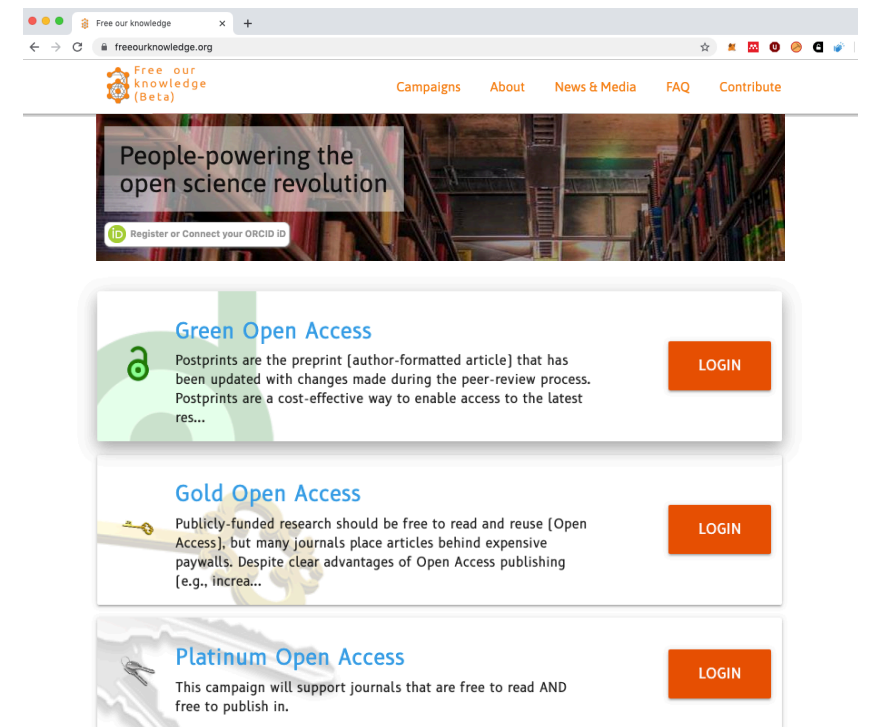 Free our knowledge
freeourknowledge.org
Free our
knowledge
(Beta)
Campaigns About News & Media FAQ Contribute
People-powering the
open science revolution
iD Register or Connect your ORCID iD
Green Open Access
Postprints are the preprint (author-formatted article) that has
been updated with changes made during the peer-review process.
Postprints are a cost-effective way to enable access to the latest
res...
LOGIN
Gold Open Access
Publicly-funded research should be free to read and reuse (Open
Access), but many journals place articles behind expensive
paywalls. Despite clear advantages of Open Access publishing
(e.g., increa...
LOGIN
Platinum Open Access
This campaign will support journals that are free to read AND
free to publish in.
LOGIN